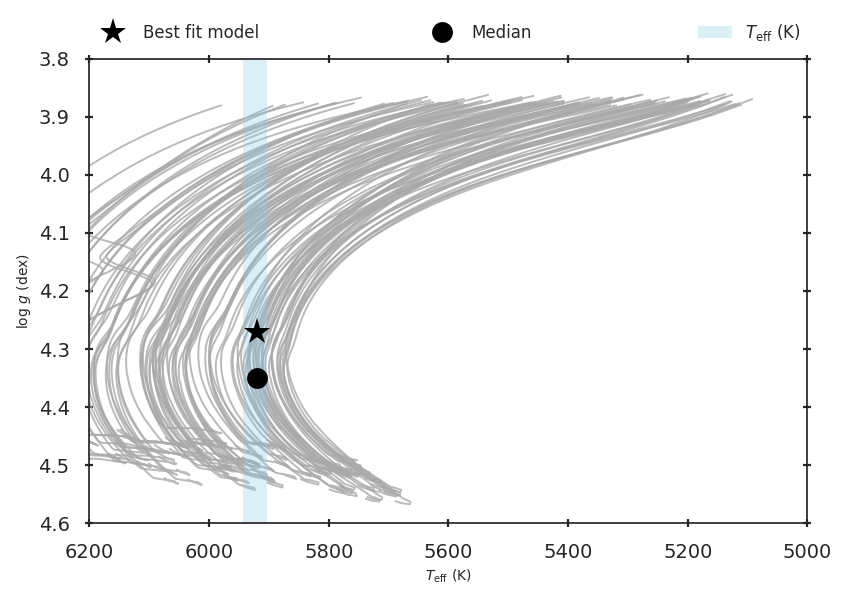 Best fit model Median T_eff (K)
3.8
3.9
4.0
4.1
4.2
4.3
4.4
4.5
4.6
log g (dex)
6200 6000 5800 5600 5400 5200 5000
T_eff (K)